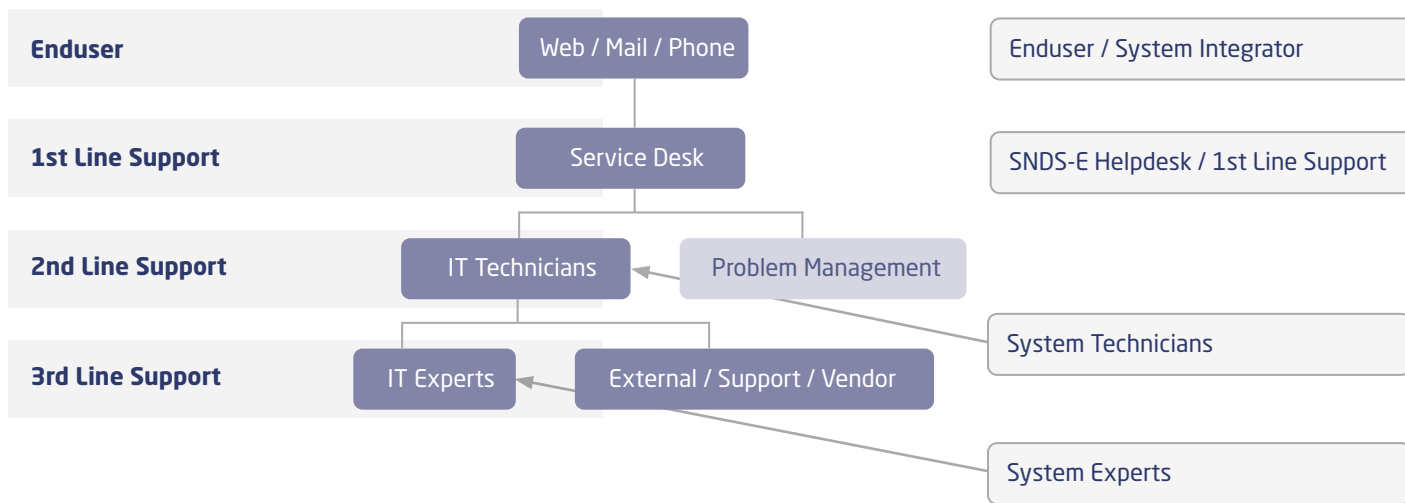 Enduser
Web / Mail / Phone
Enduser / System Integrator
1st Line Support
Service Desk
SNDS-E Helpdesk / 1st Line Support
2nd Line Support
IT Technicians
Problem Management
System Technicians
3rd Line Support
IT Experts
External / Support / Vendor
System Experts